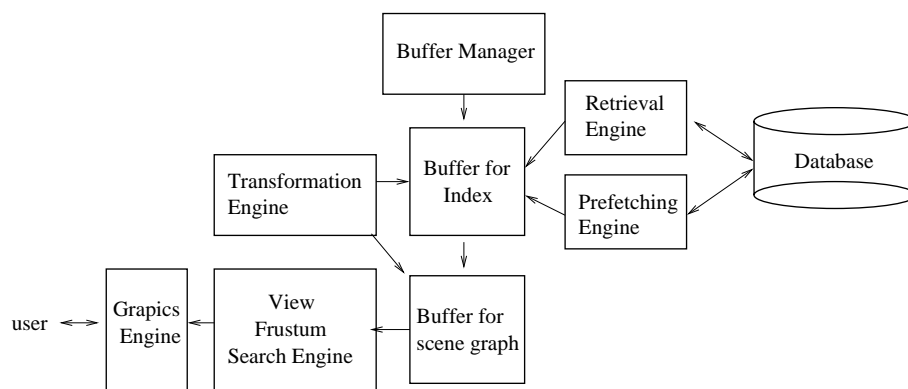 Buffer Manager
Retrieval
Engine
Database
Buffer for
Index
Transformation
Engine
Prefetching
Engine
user
Grapics
Engine
View
Frustum
Search Engine
Buffer for
scene graph